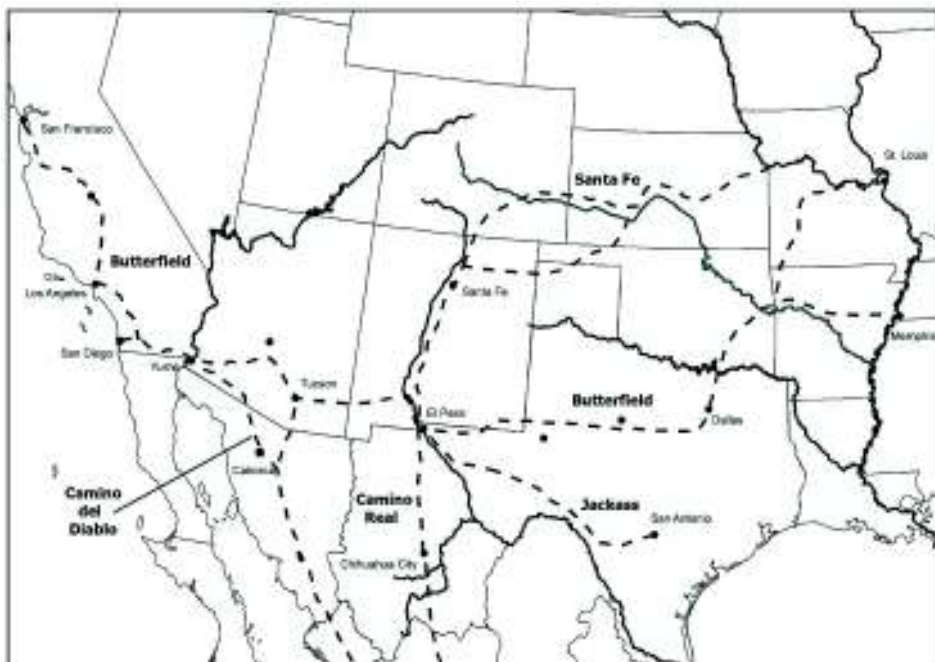 San Francisco
Santa Fe
St. Louis
Butterfield
Los Angeles
Santa Fe
San Diego
Memphis
Yuma
Tucson
Butterfield
El Paso
Dallas
Camino
del
Diablo
Camino
Real
Jackass
San Antonio
Chihuahua City